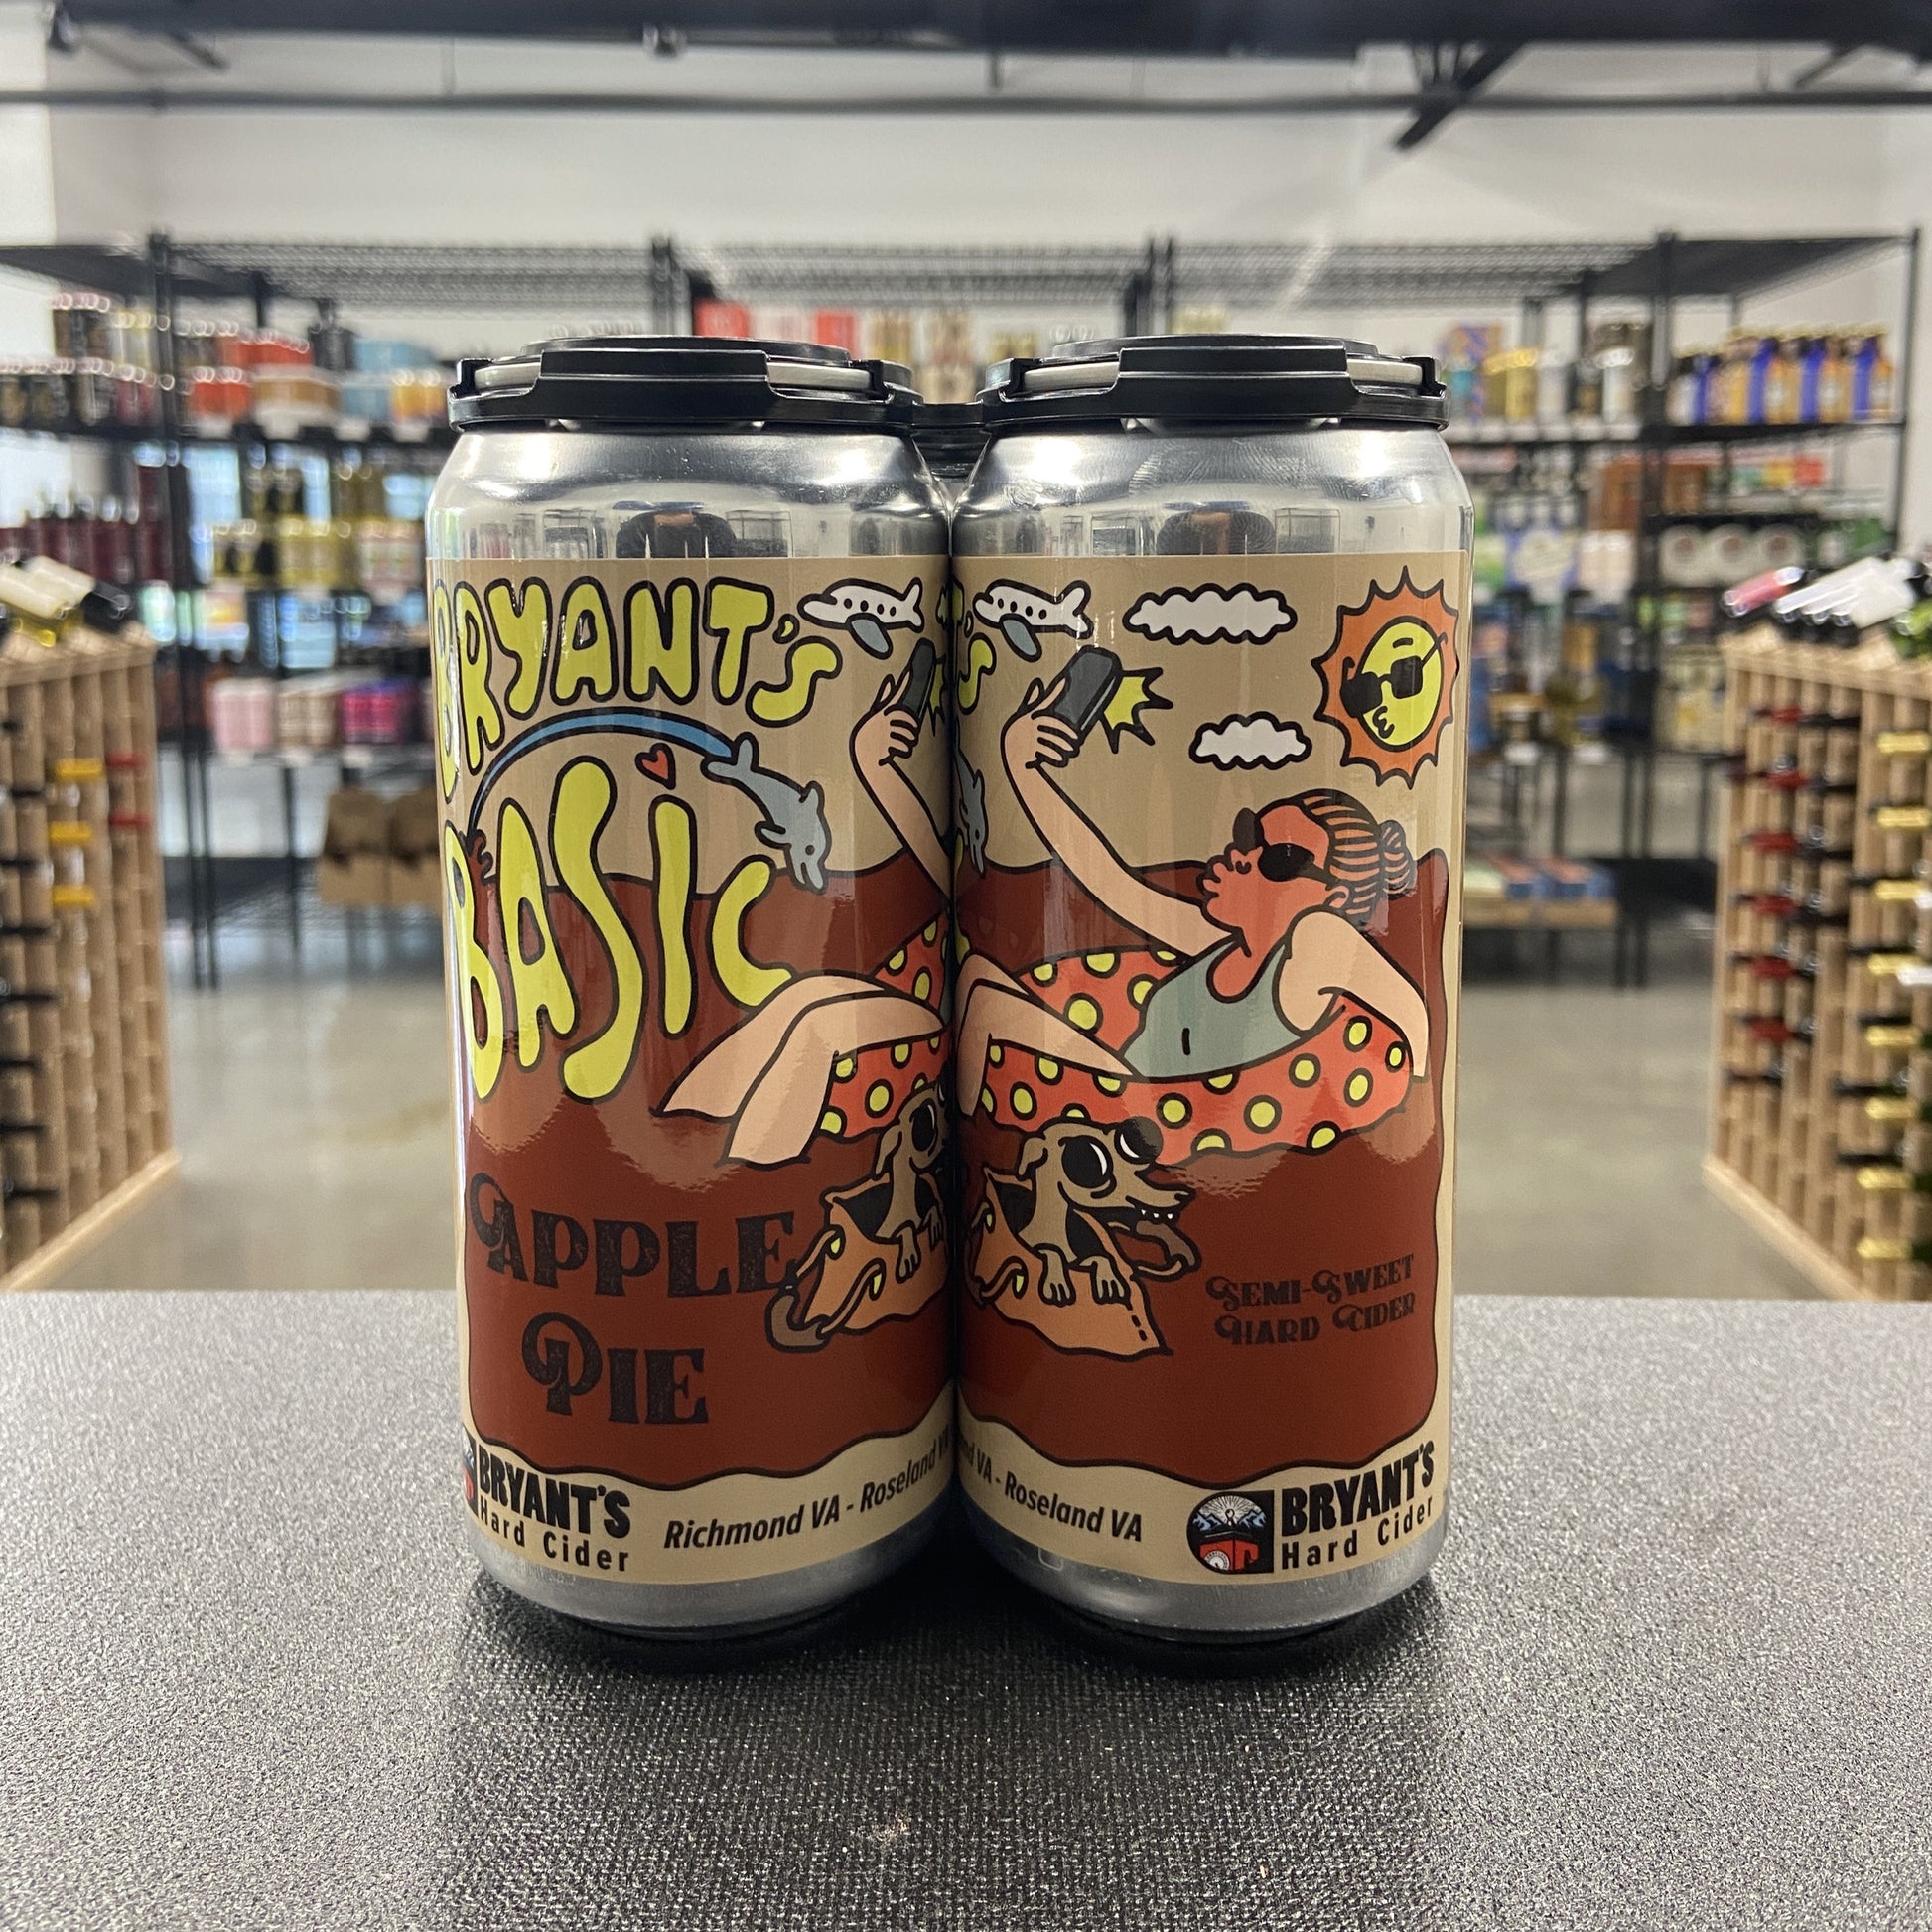 BRYANT'S
BASIC
APPLE
PIE
BRYANT'S
Hard Cider
Richmond VA - Roseland VA
T'S
SEMI-SWEET
HARD CIDER
VA - Roseland VA
BRYANT'S
Hard Cider